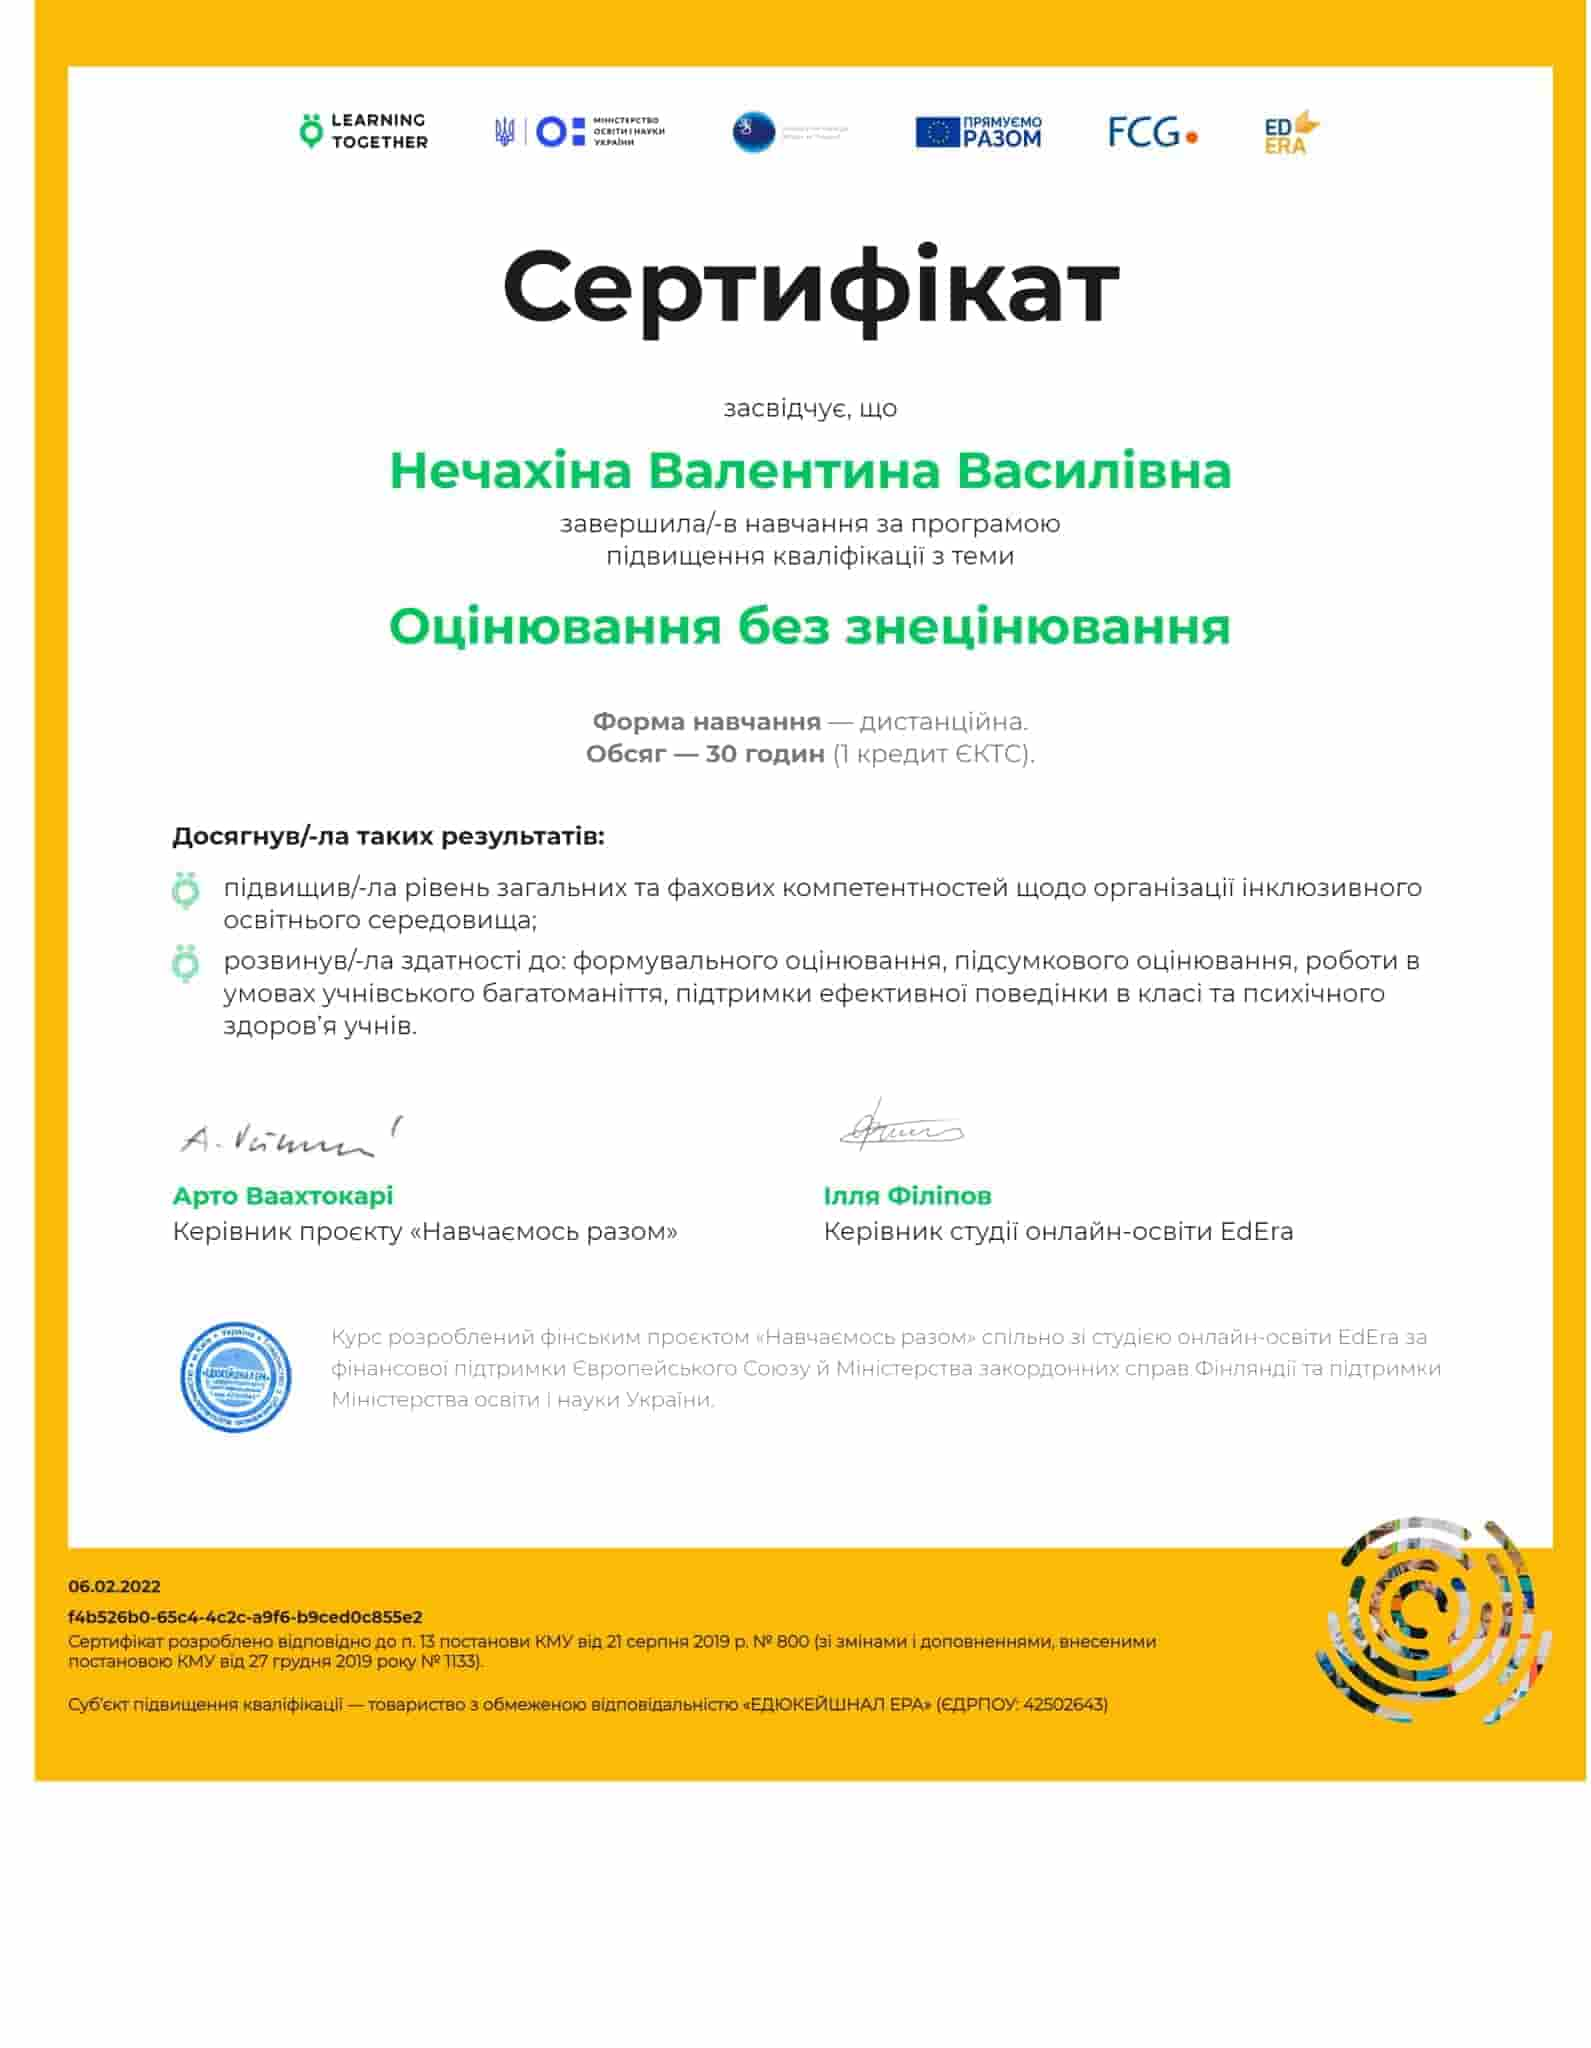 LEARNING
TOGETHER
МІНІСТЕРСТВО
ОСВІТИ І НАУКИ
УКРАЇНИ
ПРЯМУЄМО
РАЗОМ
FCG
ED
ERA
Сертифікат
засвідчує, що
Нечахіна Валентина Василівна
завершила/-в навчання за програмою
підвищення кваліфікації з теми
Оцінювання без знецінювання
Форма навчання — дистанційна.
Обсяг — 30 годин (1 кредит ЄКТС).
Досягнув/-ла таких результатів:
підвищив/-ла рівень загальних та фахових компетентностей щодо організації інклюзивного
освітнього середовища;
розвинув/-ла здатності до: формувального оцінювання, підсумкового оцінювання, роботи в
умовах учнівського багатоманіття, підтримки ефективної поведінки в класі та психічного
здоров’я учнів.
Арто Ваахтокарі
Керівник проєкту «Навчаємось разом»
Ілля Філіпов
Керівник студії онлайн-освіти EdEra
Курс розроблений фінським проєктом «Навчаємось разом» спільно зі студією онлайн-освіти EdEra за
фінансової підтримки Європейського Союзу й Міністерства закордонних справ Фінляндії та підтримки
Міністерства освіти і науки України.
06.02.2022
f4b526b0-65c4-4c2c-a9f6-b9ced0c855e2
Сертифікат розроблено відповідно до п. 13 постанови КМУ від 21 серпня 2019 р. № 800 (зі змінами і доповненнями, внесеними
постановою КМУ від 27 грудня 2019 року № 1133).
Суб’єкт підвищення кваліфікації — товариство з обмеженою відповідальністю «ЕДЮКЕЙШНАЛ ЕРА» (ЄДРПОУ: 42502643)